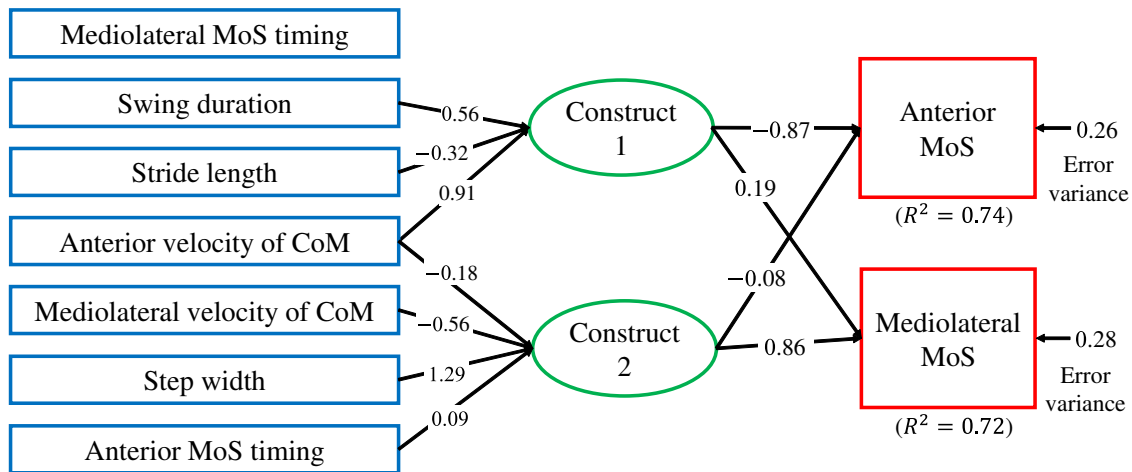 Mediolateral MoS timing
Swing duration
Stride length
Anterior velocity of CoM
Mediolateral velocity of CoM
Step width
Anterior MoS timing
0.56
−0.32
0.91
−0.18
−0.56
1.29
0.09
Construct
1
Construct
2
−0.87
0.19
−0.08
0.86
Anterior
MoS
(R² = 0.74)
0.26
Error
variance
Mediolateral
MoS
(R² = 0.72)
0.28
Error
variance